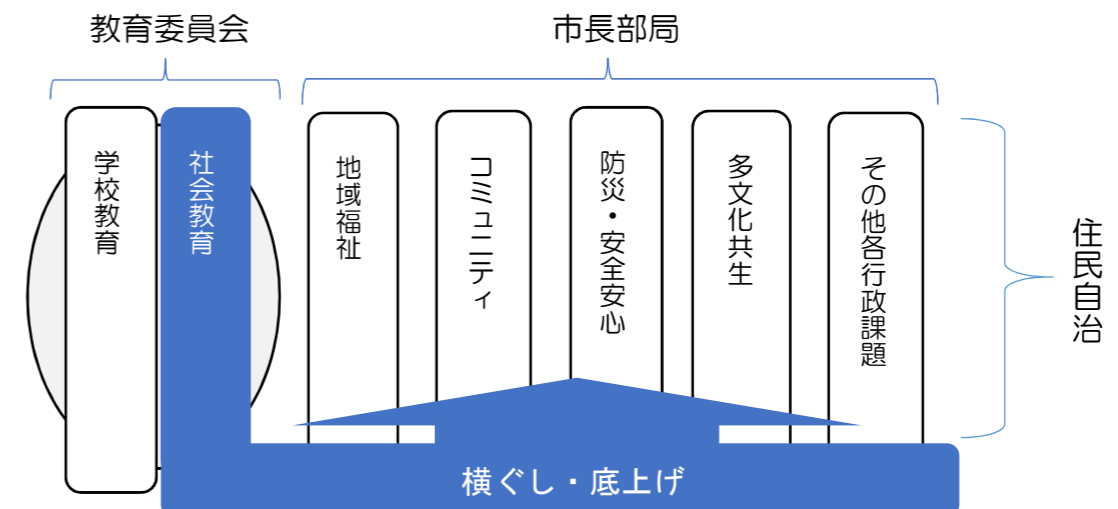 教育委員会
市長部局
学校教育
社会教育
地域福祉
コミュニティ
防災・安全安心
多文化共生
その他各行政課題
住民自治
横ぐし・底上げ